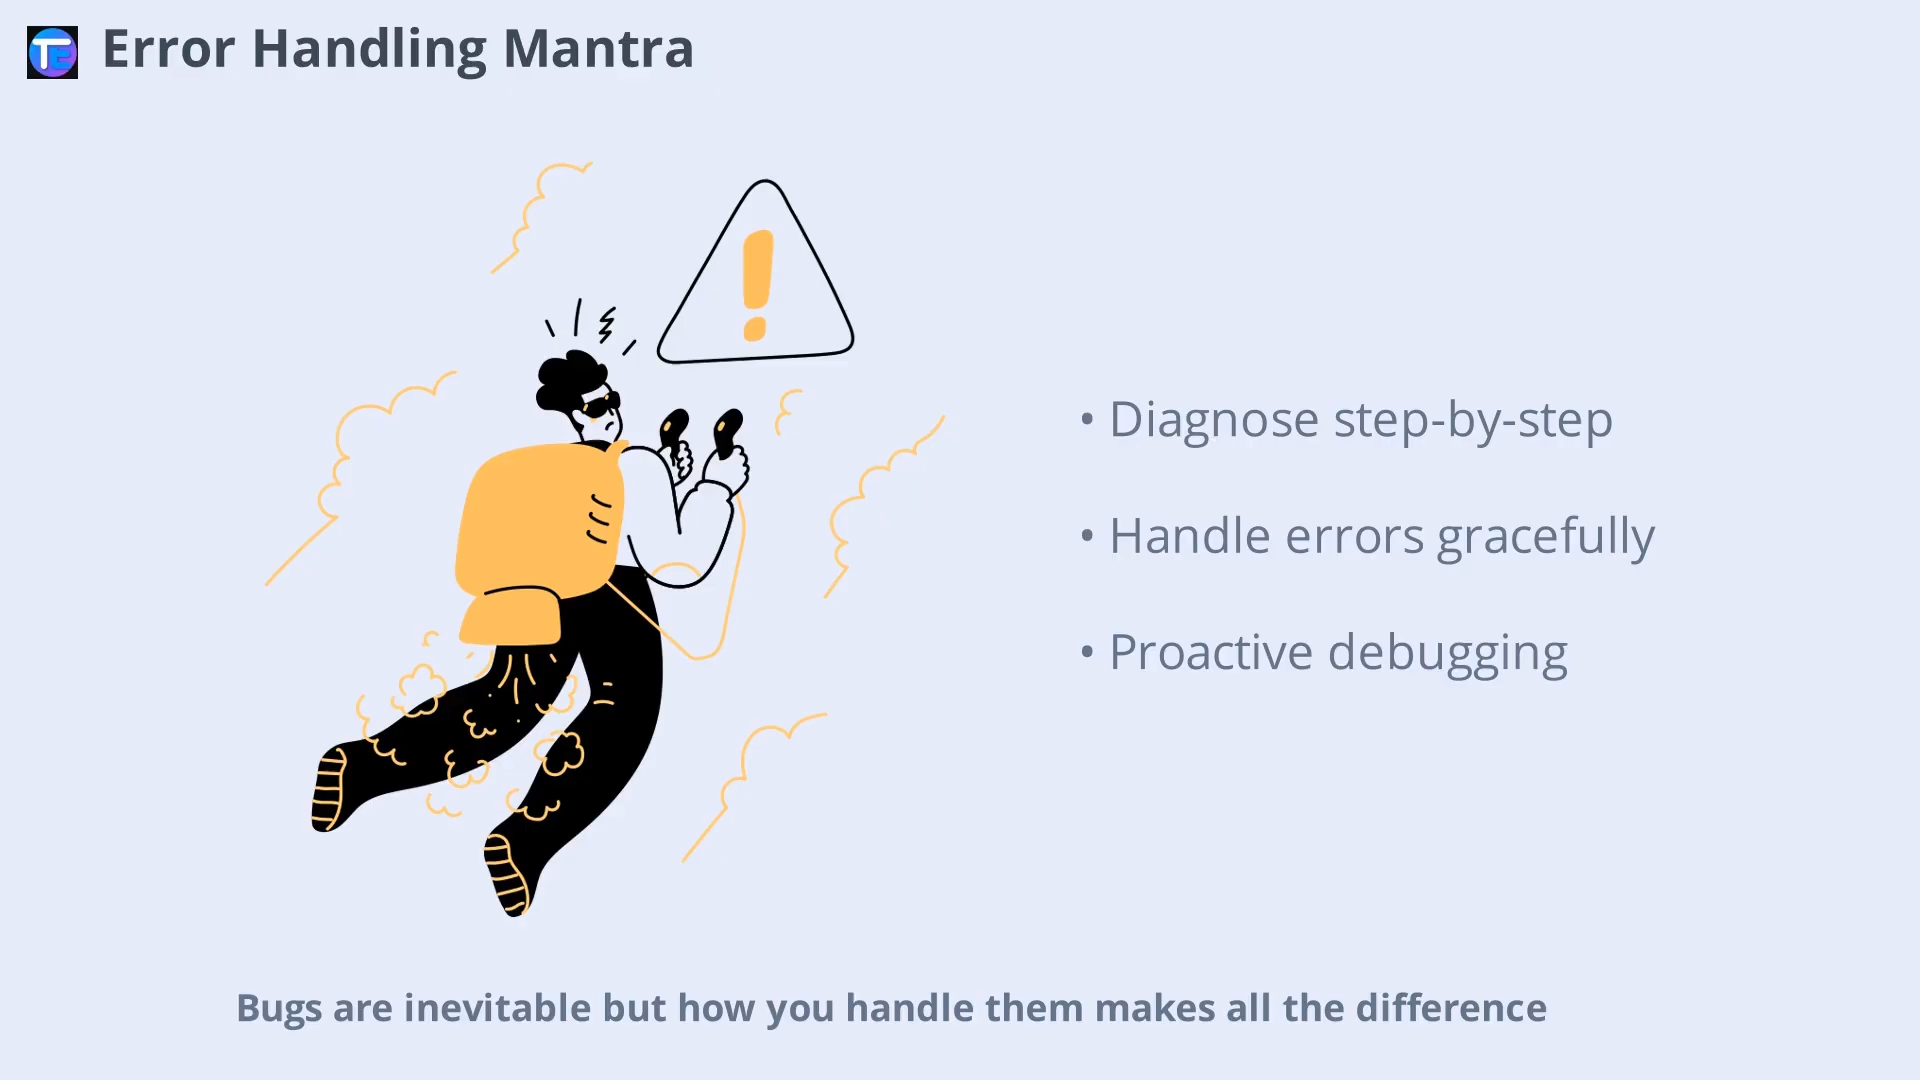 TE
Error Handling Mantra
• Diagnose step-by-step
• Handle errors gracefully
• Proactive debugging
Bugs are inevitable but how you handle them makes all the difference